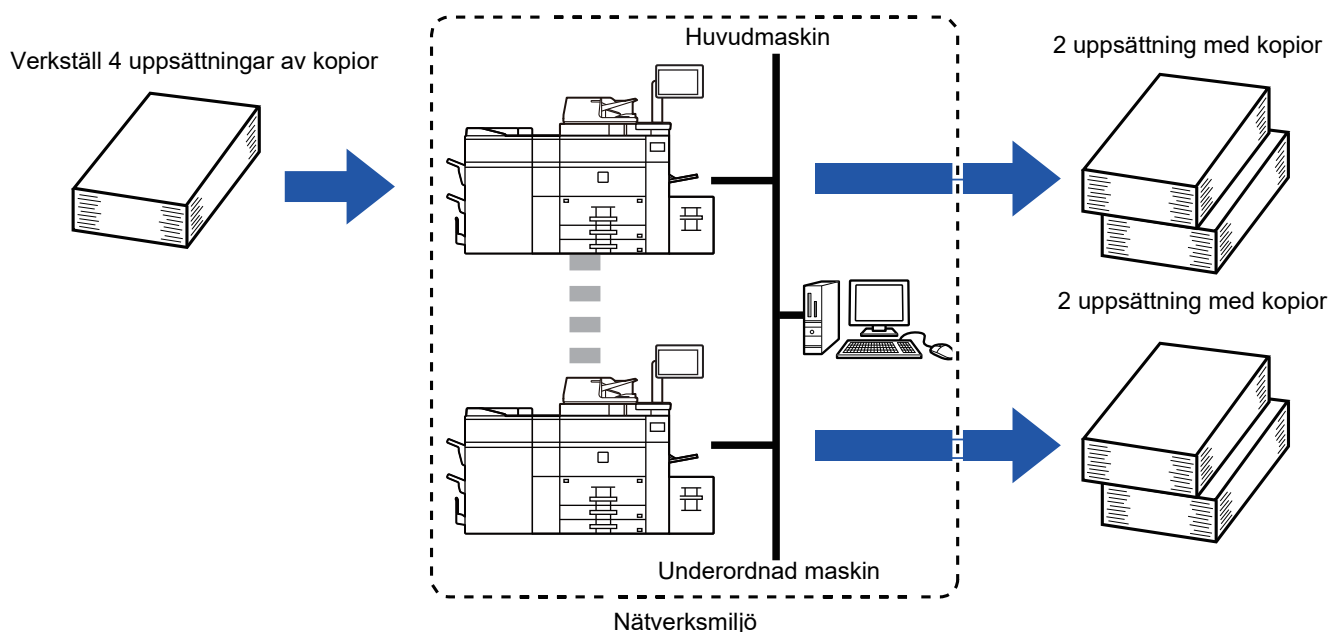 Verkställ 4 uppsättningar av kopior
Huvudmaskin
2 uppsättning med kopior
2 uppsättning med kopior
Underordnad maskin
Nätverksmiljö